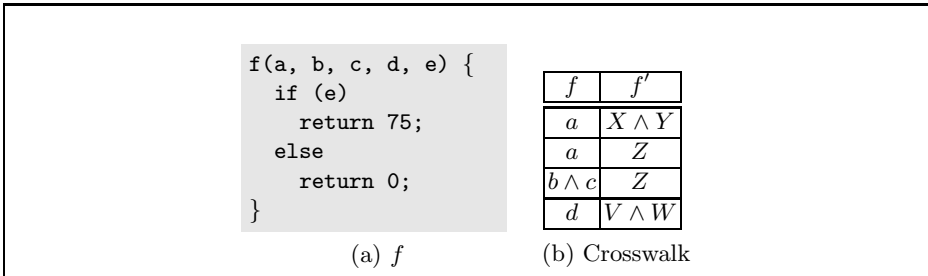 f(a, b, c, d, e) {
if (e)
return 75;
else
return 0;
}
(a) f
f f′
a X ∧ Y
a Z
b ∧ c Z
d V ∧ W
(b) Crosswalk